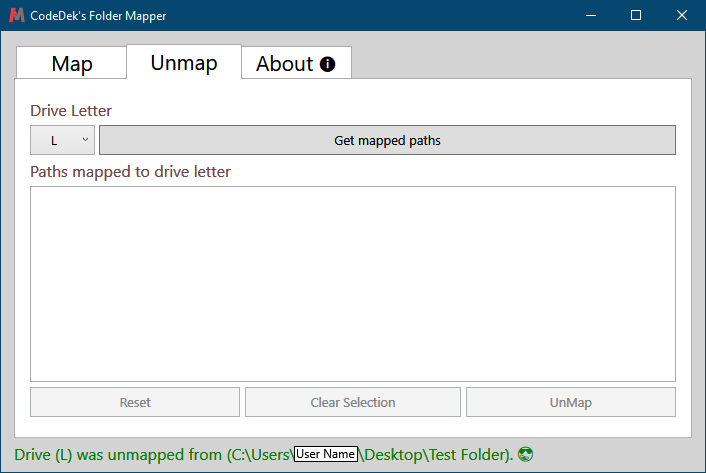 CodeDek's Folder Mapper
Map Unmap About
Drive Letter
L Get mapped paths
Paths mapped to drive letter
Reset Clear Selection UnMap
Drive (L) was unmapped from (C:\Users\User Name\Desktop\Test Folder). 😎